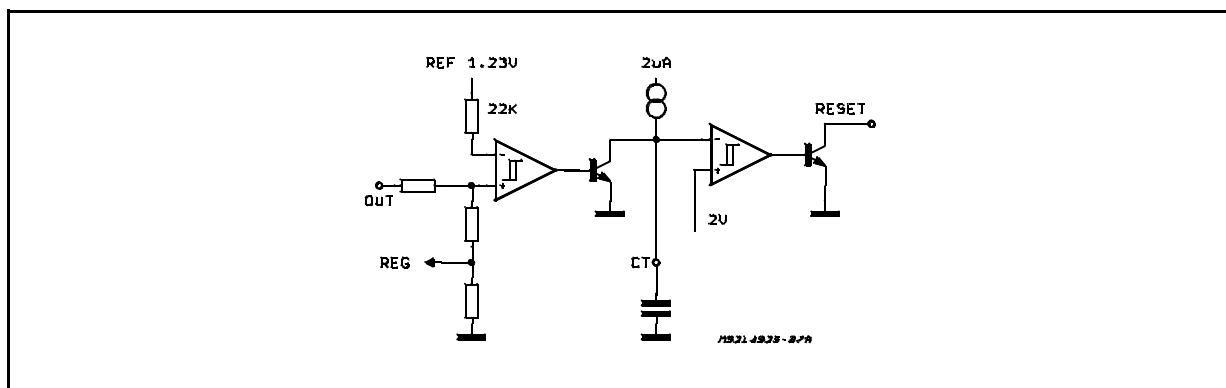 REF 1.23V
2uA
22K
RESET
OUT
2V
REG
CT